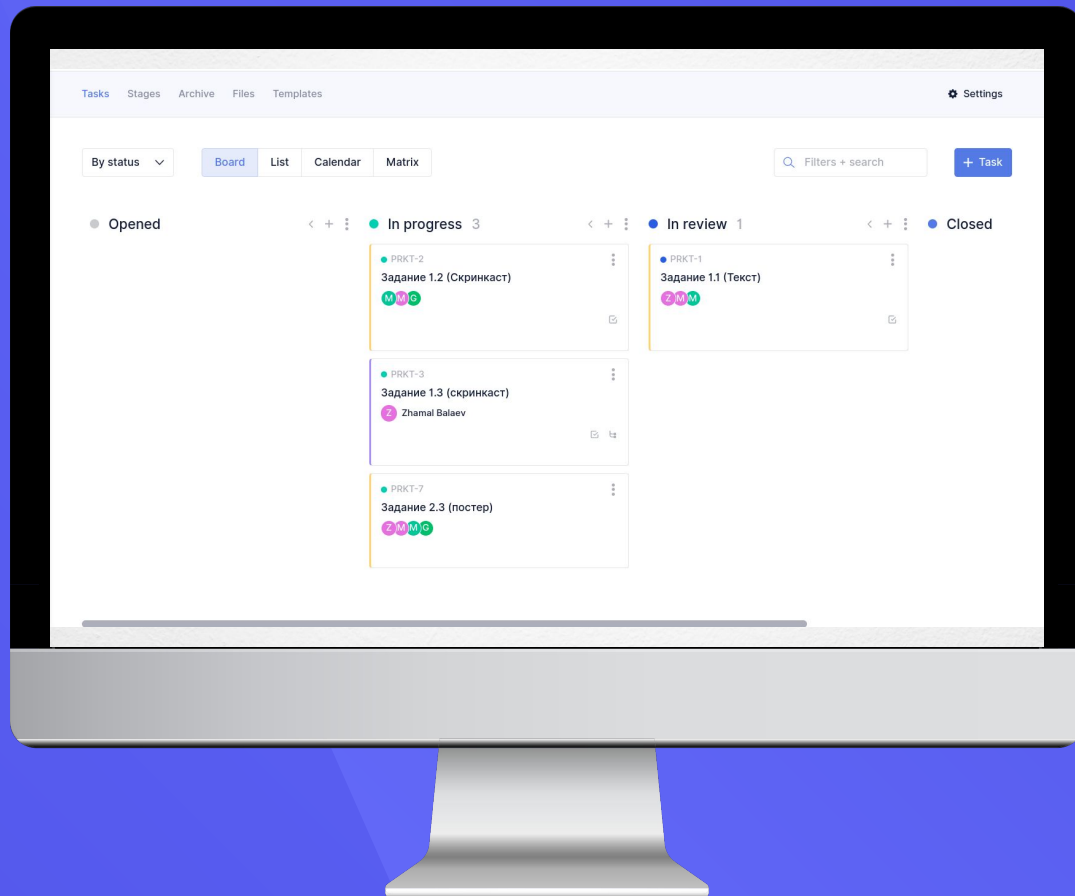 Tasks Stages Archive Files Templates Settings
By status Board List Calendar Matrix Filters + search + Task
Opened In progress 3 In review 1 Closed
PRKT-2
Задание 1.2 (Скринкаст)
M M G
PRKT-3
Задание 1.3 (скринкаст)
Z Zhamal Balaev
PRKT-7
Задание 2.3 (постер)
Z M M G
PRKT-1
Задание 1.1 (Текст)
Z M M